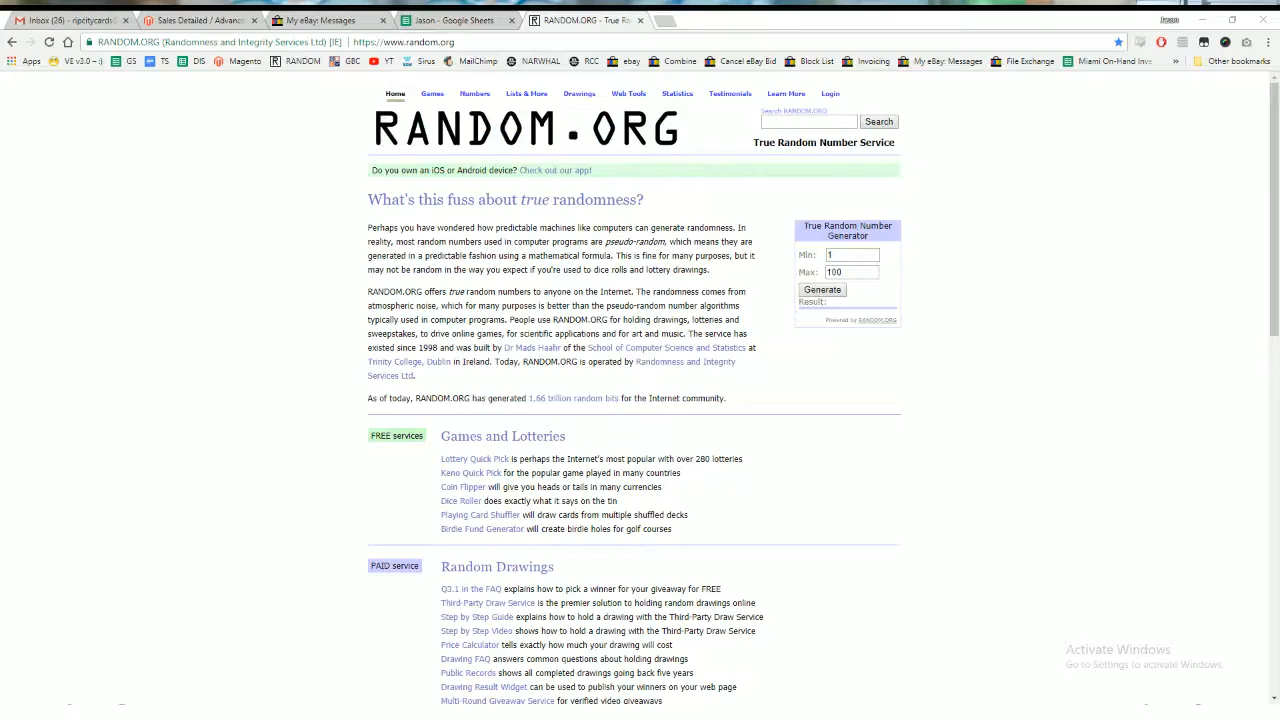 Inbox (26) - ripcitycards
Sales Detailed / Advance
My eBay: Messages
Jason - Google Sheets
RANDOM.ORG - True Ra
RANDOM.ORG (Randomness and Integrity Services Ltd) [IE]
https://www.random.org
Apps
VE v3.0 -- :)
GS
TS
DIS
Magento
RANDOM
GBC
YT
Sirus
MailChimp
NARWHAL
RCC
ebay
Combine
Cancel eBay Bid
Block List
Invoicing
My eBay: Messages
File Exchange
Miami On-Hand Inve
»
Other bookmarks
Home Games Numbers Lists & More Drawings Web Tools Statistics Testimonials Learn More Login
RANDOM.ORG
Search RANDOM.ORG
Search
True Random Number Service
Do you own an iOS or Android device? Check out our app!
What's this fuss about true randomness?
Perhaps you have wondered how predictable machines like computers can generate randomness. In
reality, most random numbers used in computer programs are pseudo-random, which means they are
generated in a predictable fashion using a mathematical formula. This is fine for many purposes, but it
may not be random in the way you expect if you're used to dice rolls and lottery drawings.
RANDOM.ORG offers true random numbers to anyone on the Internet. The randomness comes from
atmospheric noise, which for many purposes is better than the pseudo-random number algorithms
typically used in computer programs. People use RANDOM.ORG for holding drawings, lotteries and
sweepstakes, to drive online games, for scientific applications and for art and music. The service has
existed since 1998 and was built by Dr Mads Haahr of the School of Computer Science and Statistics at
Trinity College, Dublin in Ireland. Today, RANDOM.ORG is operated by Randomness and Integrity
Services Ltd.
As of today, RANDOM.ORG has generated 1.66 trillion random bits for the Internet community.
True Random Number
Generator
Min: 1
Max: 100
Generate
Result:
Powered by RANDOM.ORG
FREE services
Games and Lotteries
Lottery Quick Pick is perhaps the Internet's most popular with over 280 lotteries
Keno Quick Pick for the popular game played in many countries
Coin Flipper will give you heads or tails in many currencies
Dice Roller does exactly what it says on the tin
Playing Card Shuffler will draw cards from multiple shuffled decks
Birdie Fund Generator will create birdie holes for golf courses
PAID service
Random Drawings
Q3.1 in the FAQ explains how to pick a winner for your giveaway for FREE
Third-Party Draw Service is the premier solution to holding random drawings online
Step by Step Guide explains how to hold a drawing with the Third-Party Draw Service
Step by Step Video shows how to hold a drawing with the Third-Party Draw Service
Price Calculator tells exactly how much your drawing will cost
Drawing FAQ answers common questions about holding drawings
Public Records shows all completed drawings going back five years
Drawing Result Widget can be used to publish your winners on your web page
Multi-Round Giveaway Service for verified video giveaways
Activate Windows
Go to Settings to activate Windows.